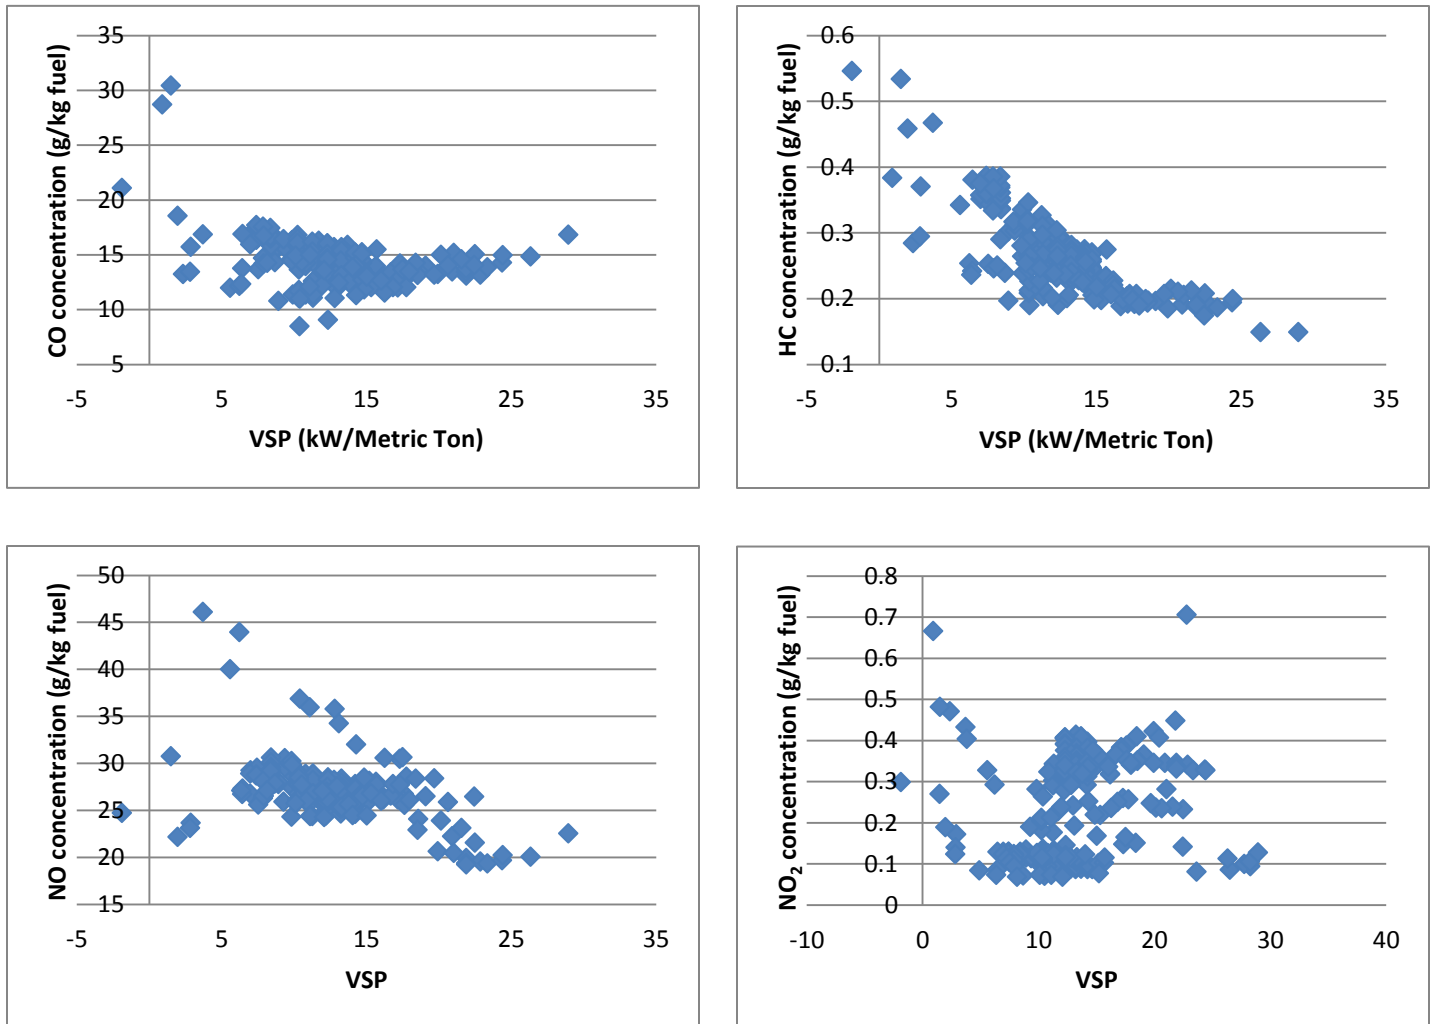 CO concentration (g/kg fuel)
35
30
25
20
15
10
5
-5 5 15 25 35
VSP (kW/Metric Ton)
HC concentration (g/kg fuel)
0.6
0.5
0.4
0.3
0.2
0.1
-5 5 15 25 35
VSP (kW/Metric Ton)
NO concentration (g/kg fuel)
50
45
40
35
30
25
20
15
-5 5 15 25 35
VSP
NO₂ concentration (g/kg fuel)
0.8
0.7
0.6
0.5
0.4
0.3
0.2
0.1
0
-10 0 10 20 30 40
VSP